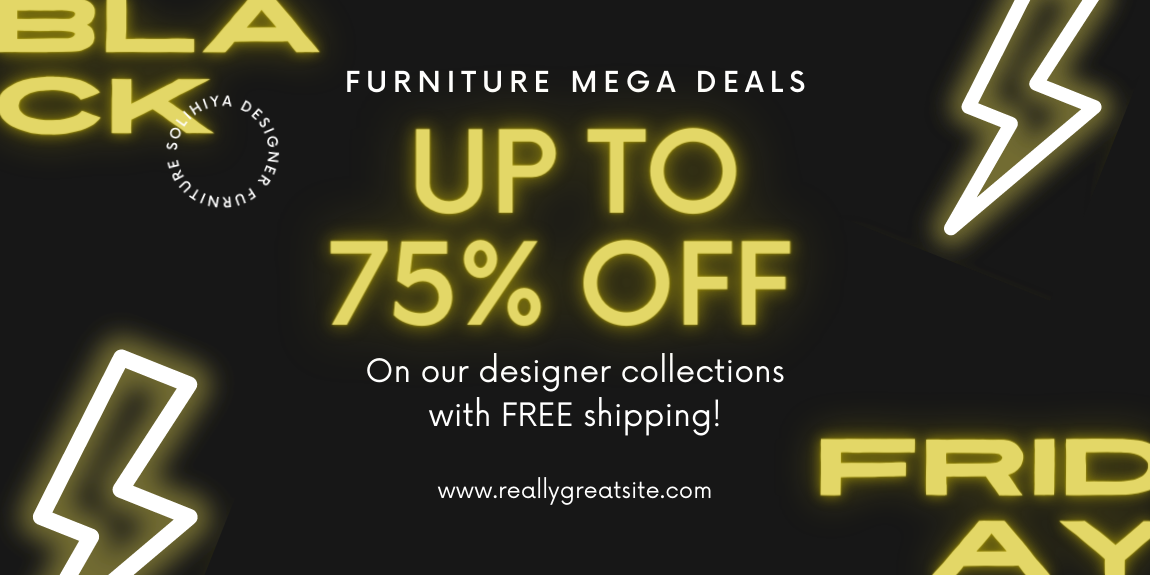 BLA
CK
SOLIHIYA DESIGNER FURNITURE
FURNITURE MEGA DEALS
UP TO
75% OFF
On our designer collections
with FREE shipping!
www.reallygreatsite.com
FRID
AY